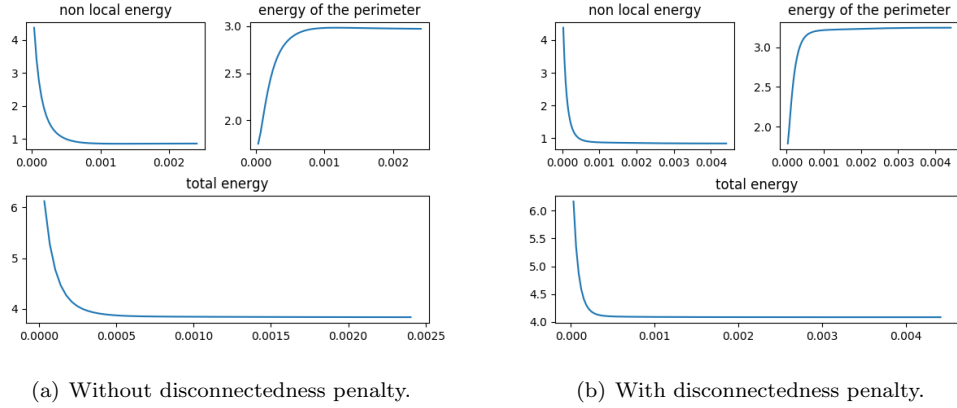 non local energy
energy of the perimeter
4
3
2
1
0.000 0.001 0.002
3.0
2.5
2.0
0.000 0.001 0.002
total energy
6
5
4
0.0000 0.0005 0.0010 0.0015 0.0020 0.0025
(a) Without disconnectedness penalty.
non local energy
energy of the perimeter
4
3
2
1
0.000 0.001 0.002 0.003 0.004
3.0
2.5
2.0
0.000 0.001 0.002 0.003 0.004
total energy
6.0
5.5
5.0
4.5
4.0
0.000 0.001 0.002 0.003 0.004
(b) With disconnectedness penalty.